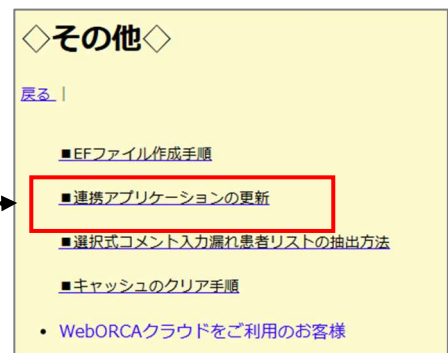 ◇その他◇
戻る |
■EFファイル作成手順
■連携アプリケーションの更新
■選択式コメント入力漏れ患者リストの抽出方法
■キャッシュのクリア手順
• WebORCAクラウドをご利用のお客様